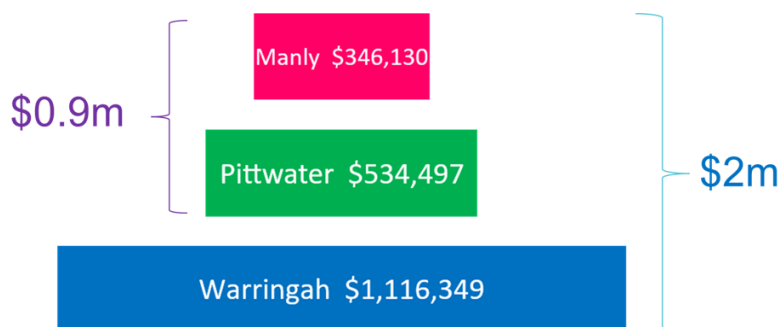 Manly $346,130
$0.9m
Pittwater $534,497
$2m
Warringah $1,116,349